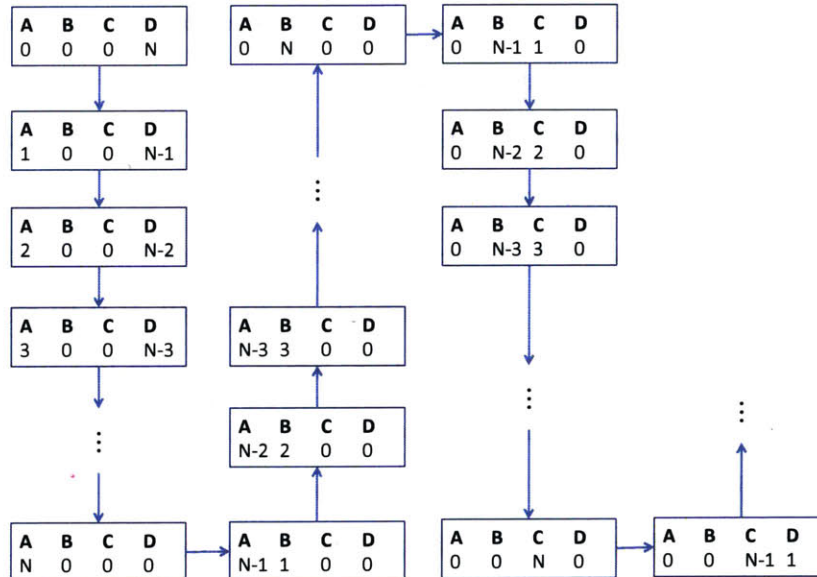 A B C D
0 0 0 N
A B C D
1 0 0 N-1
A B C D
2 0 0 N-2
A B C D
3 0 0 N-3
⋮
A B C D
N 0 0 0
A B C D
N-1 1 0 0
A B C D
N-2 2 0 0
A B C D
N-3 3 0 0
⋮
A B C D
0 N 0 0
A B C D
0 N-1 1 0
A B C D
0 N-2 2 0
A B C D
0 N-3 3 0
⋮
A B C D
0 0 N 0
A B C D
0 0 N-1 1
⋮